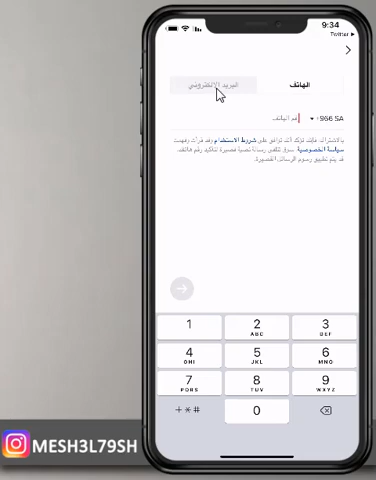 9:34
Twitter
الهاتف
البريد الإلكتروني
SA +966
رقم الهاتف
بالاشتراك، فإنك تؤكد أنك توافق على شروط الاستخدام وقد قرأت وفهمت
سياسة الخصوصية. سوف تتلقى رسالة نصية قصيرة لتأكيد رقم هاتفك.
قد يتم تطبيق رسوم الرسائل القصيرة.
1
2 ABC
3 DEF
4 GHI
5 JKL
6 MNO
7 PQRS
8 TUV
9 WXYZ
+*#
0
MESH3L79SH